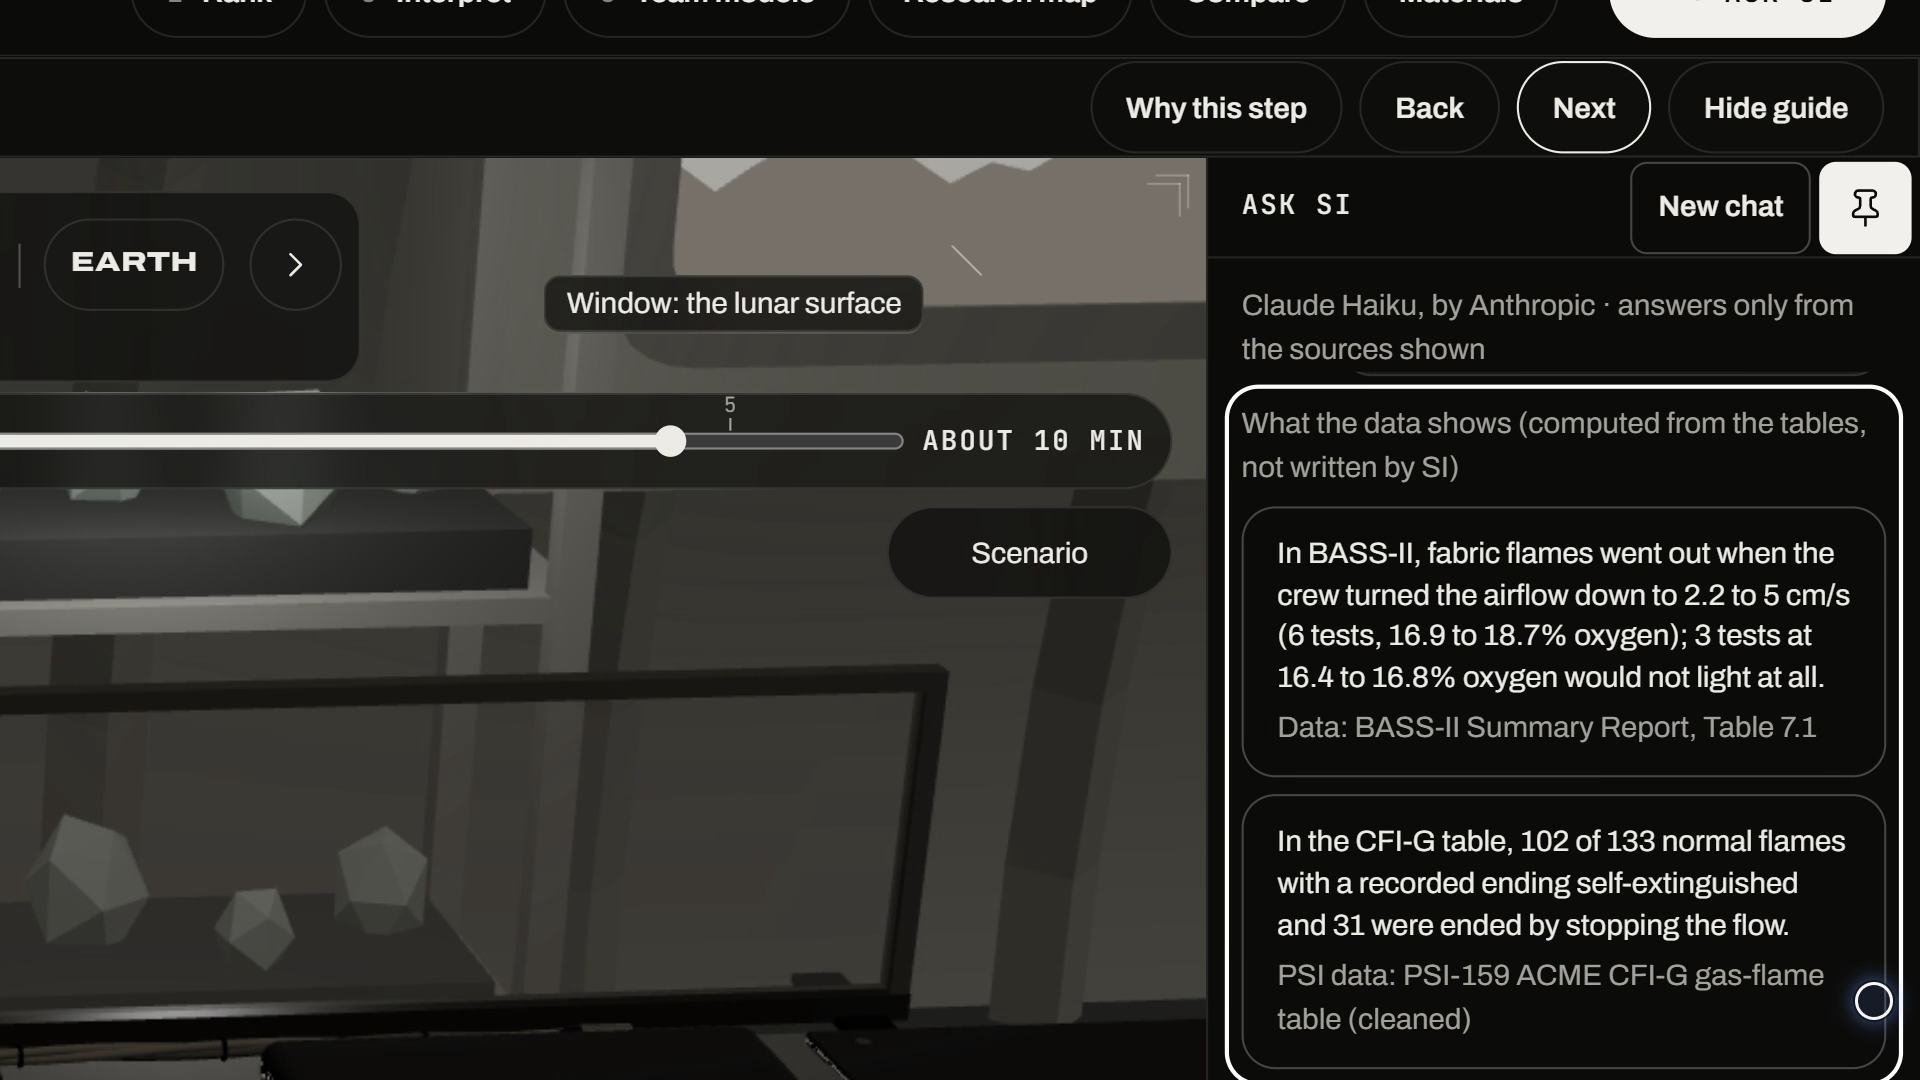 Why this step
Back
Next
Hide guide
ASK SI
New chat
EARTH
Window: the lunar surface
Claude Haiku, by Anthropic · answers only from
the sources shown
5
ABOUT 10 MIN
Scenario
What the data shows (computed from the tables,
not written by SI)
In BASS-II, fabric flames went out when the
crew turned the airflow down to 2.2 to 5 cm/s
(6 tests, 16.9 to 18.7% oxygen); 3 tests at
16.4 to 16.8% oxygen would not light at all.
Data: BASS-II Summary Report, Table 7.1
In the CFI-G table, 102 of 133 normal flames
with a recorded ending self-extinguished
and 31 were ended by stopping the flow.
PSI data: PSI-159 ACME CFI-G gas-flame
table (cleaned)